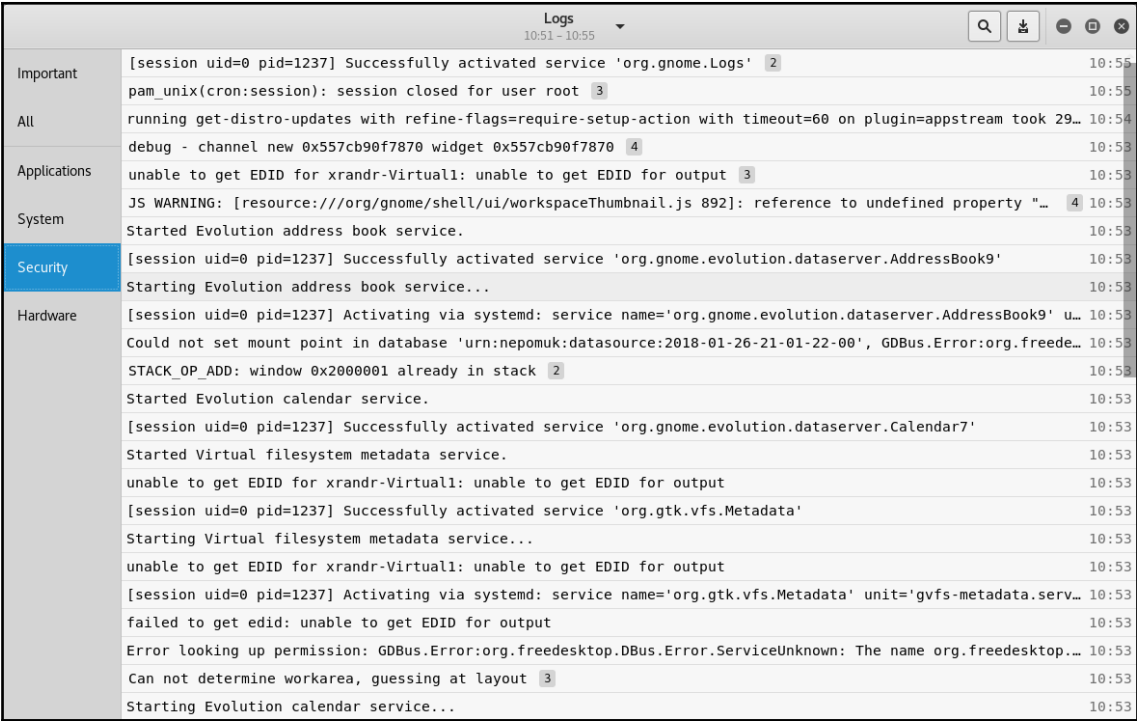 Logs
10:51 – 10:55
Important
All
Applications
System
Security
Hardware
[session uid=0 pid=1237] Successfully activated service 'org.gnome.Logs' 2 10:55
pam_unix(cron:session): session closed for user root 3 10:55
running get-distro-updates with refine-flags=require-setup-action with timeout=60 on plugin=appstream took 29… 10:54
debug - channel new 0x557cb90f7870 widget 0x557cb90f7870 4 10:53
unable to get EDID for xrandr-Virtual1: unable to get EDID for output 3 10:53
JS WARNING: [resource:///org/gnome/shell/ui/workspaceThumbnail.js 892]: reference to undefined property "… 4 10:53
Started Evolution address book service. 10:53
[session uid=0 pid=1237] Successfully activated service 'org.gnome.evolution.dataserver.AddressBook9' 10:53
Starting Evolution address book service... 10:53
[session uid=0 pid=1237] Activating via systemd: service name='org.gnome.evolution.dataserver.AddressBook9' u… 10:53
Could not set mount point in database 'urn:nepomuk:datasource:2018-01-26-21-01-22-00', GDBus.Error:org.freede… 10:53
STACK_OP_ADD: window 0x2000001 already in stack 2 10:53
Started Evolution calendar service. 10:53
[session uid=0 pid=1237] Successfully activated service 'org.gnome.evolution.dataserver.Calendar7' 10:53
Started Virtual filesystem metadata service. 10:53
unable to get EDID for xrandr-Virtual1: unable to get EDID for output 10:53
[session uid=0 pid=1237] Successfully activated service 'org.gtk.vfs.Metadata' 10:53
Starting Virtual filesystem metadata service... 10:53
unable to get EDID for xrandr-Virtual1: unable to get EDID for output 10:53
[session uid=0 pid=1237] Activating via systemd: service name='org.gtk.vfs.Metadata' unit='gvfs-metadata.serv… 10:53
failed to get edid: unable to get EDID for output 10:53
Error looking up permission: GDBus.Error:org.freedesktop.DBus.Error.ServiceUnknown: The name org.freedesktop.… 10:53
Can not determine workarea, guessing at layout 3 10:53
Starting Evolution calendar service... 10:53